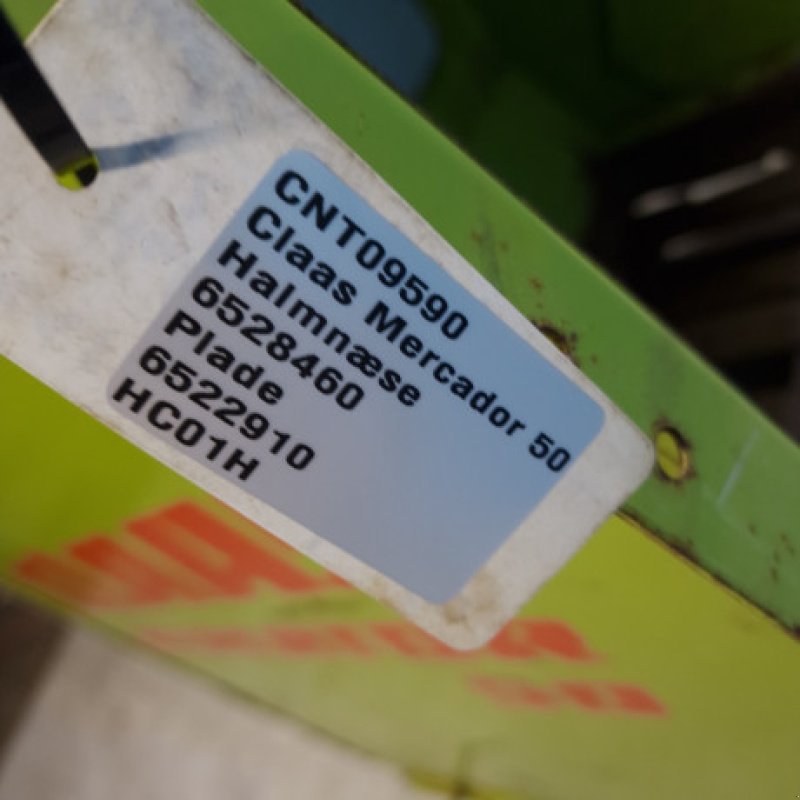 CNT09590
Claas Mercador 50
Halmnæse
6528460
Plade
6522910
HC01H